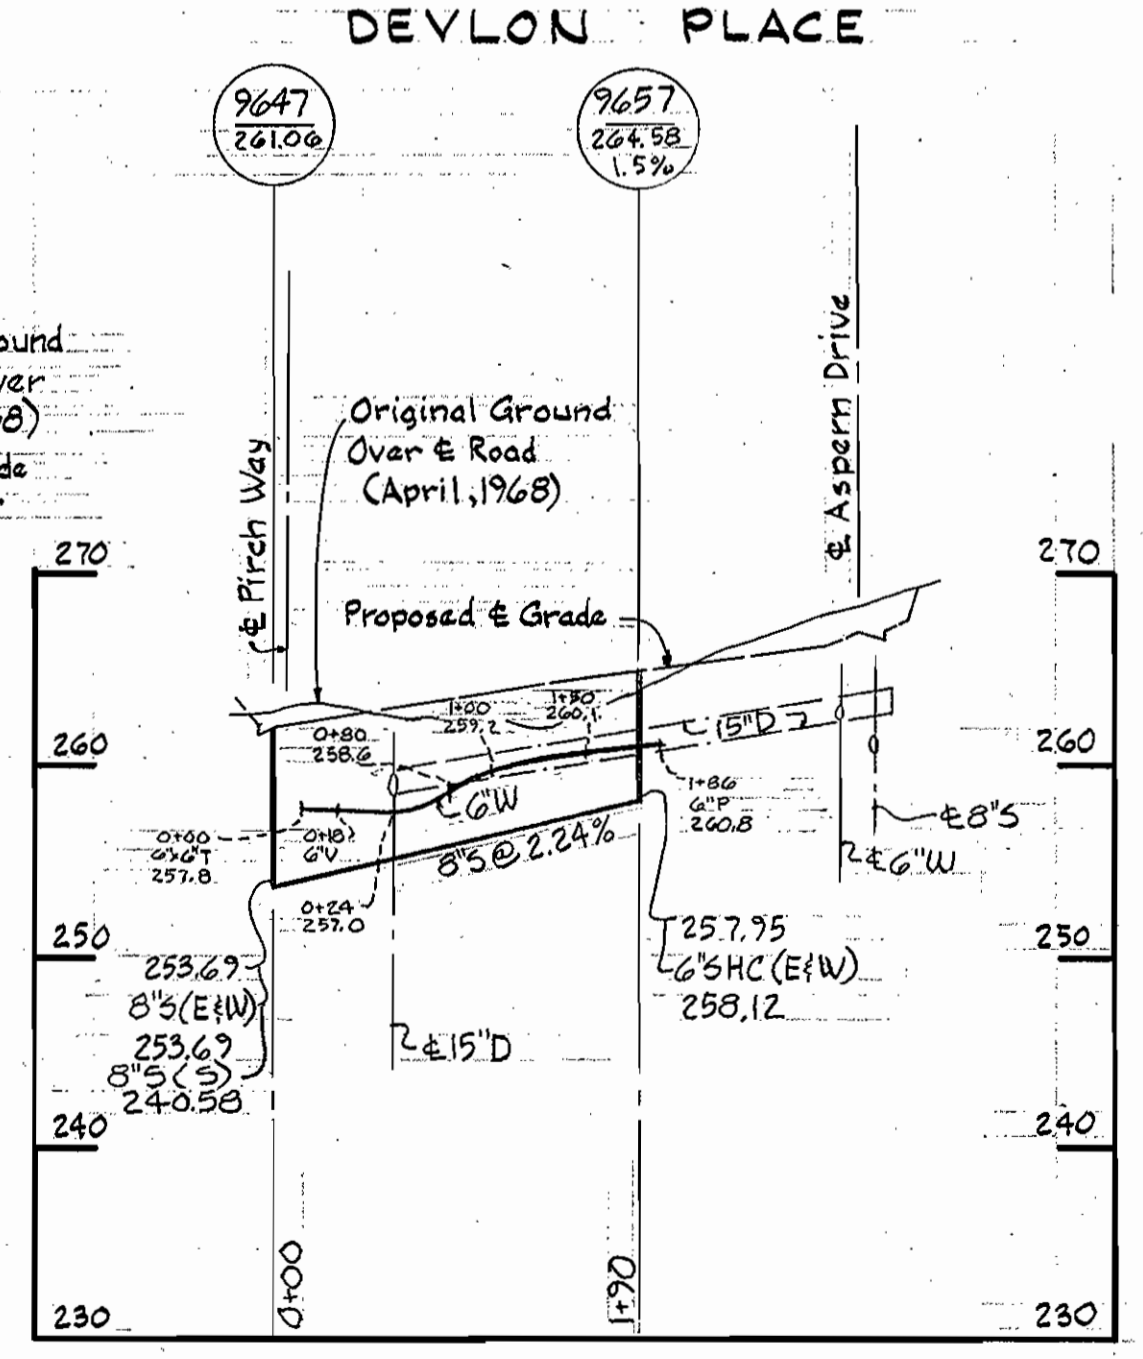 DEVLON PLACE
9647
261.06
9657
264.58
1.5%
ound
ver
8)
de
Original Ground
Over ℄ Road
(April, 1968)
℄ Pirch Way
℄ Aspern Drive
Proposed ℄ Grade
270
270
260
260
250
250
240
240
230
230
0+80
258.6
1+00
259.2
1+50
260.1
15"D
6"W
0+00
6"x6"T
257.8
0+18
6"V
0+24
257.0
8"S @ 2.24%
1+86
6"P
260.8
℄8"S
℄6"W
253.69
8"S(E&W)
253.69
8"S(S)
240.58
℄15"D
257.95
6"SHC(E&W)
258.12
0+00
1+90